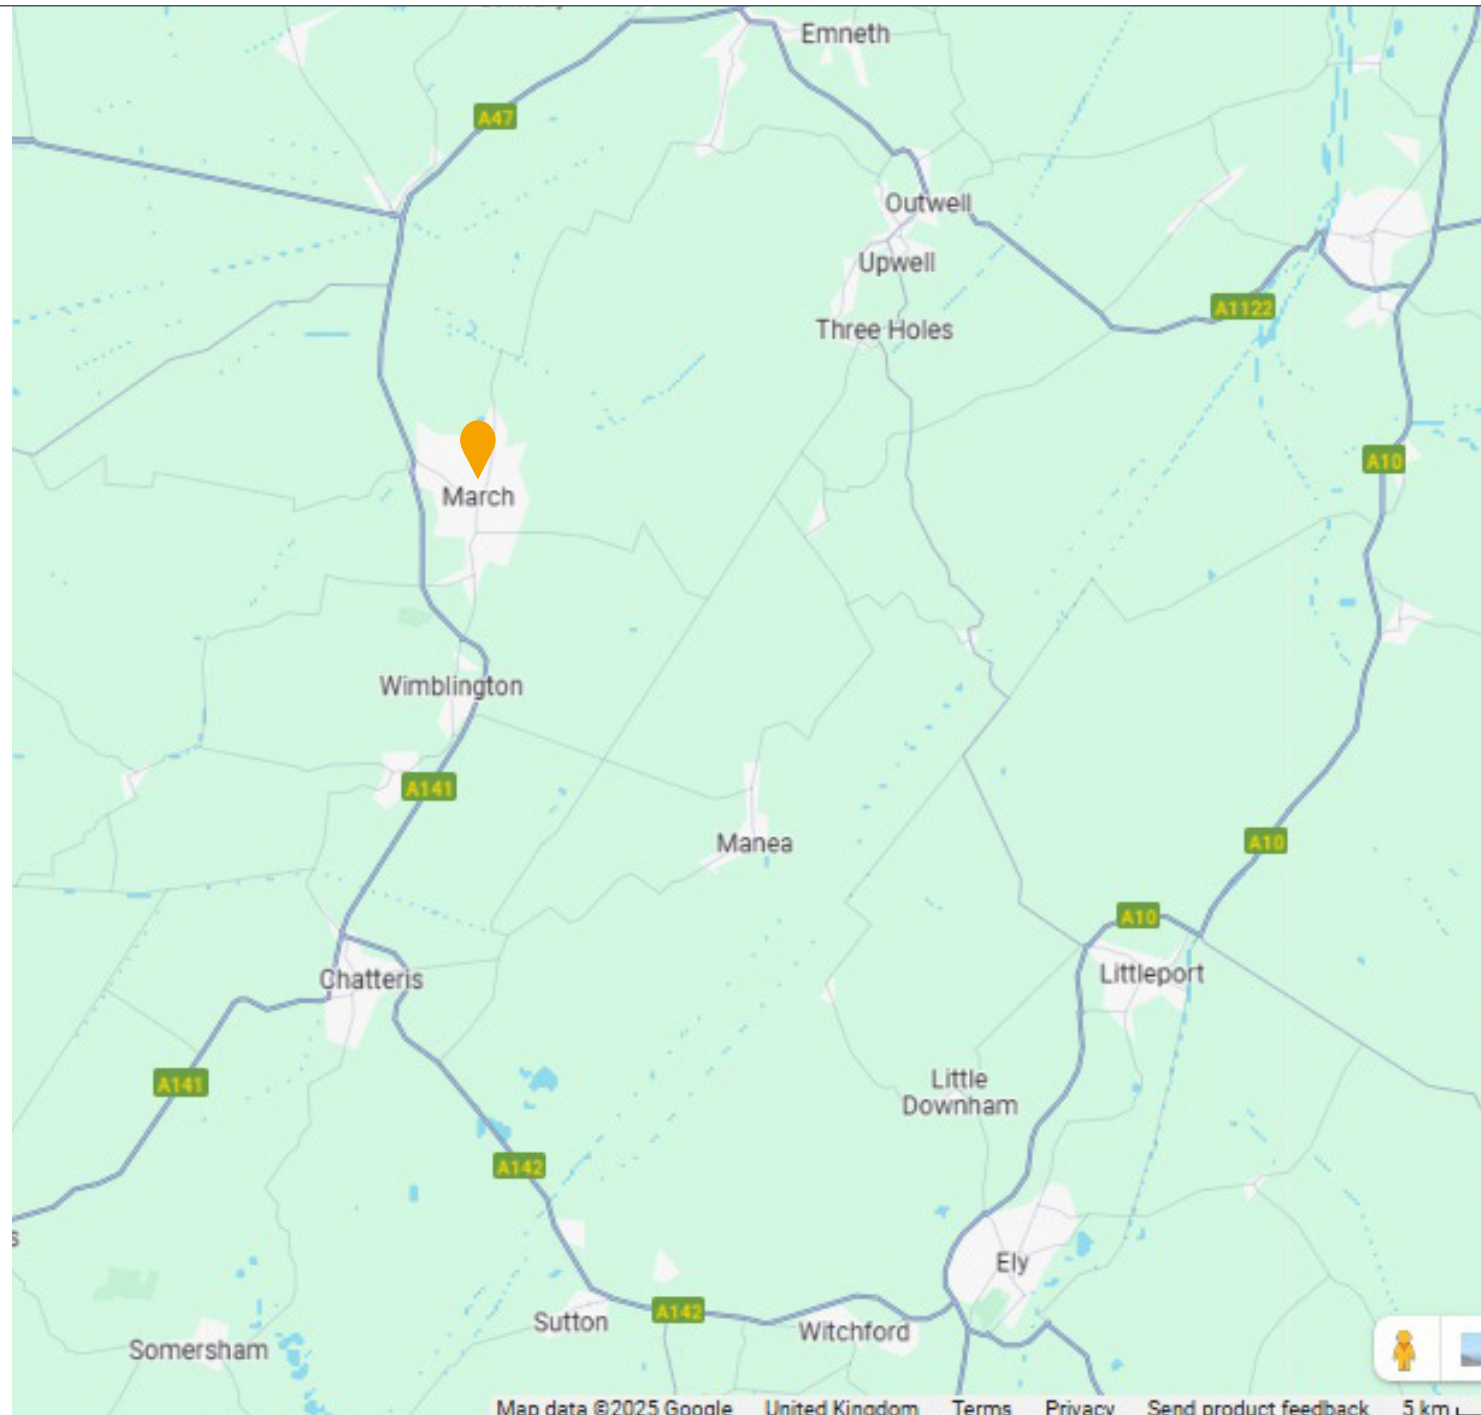 Emneth
A47
Outwell
Upwell
A1122
Three Holes
A10
March
Wimblington
A141
Manea
A10
A10
Chatteris
Littleport
A141
Little
Downham
A142
s
Ely
A142
Sutton
Witchford
Somersham
Map data ©2025 Google United Kingdom Terms Privacy Send product feedback 5 km